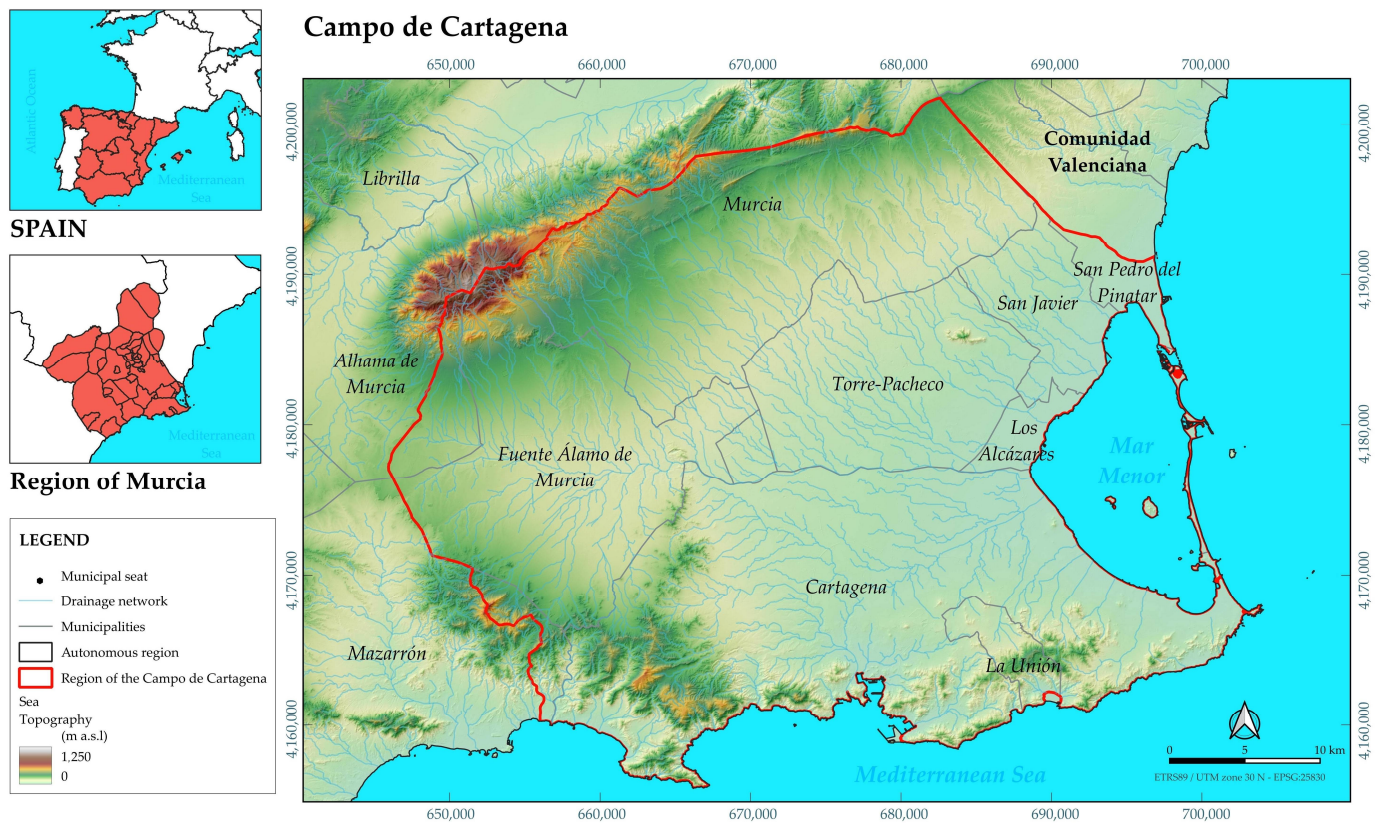 Campo de Cartagena
Atlantic Ocean
Mediterranean
Sea
SPAIN
Mediterranean
Sea
Region of Murcia
LEGEND
Municipal seat
Drainage network
Municipalities
Autonomous region
Region of the Campo de Cartagena
Sea
Topography
(m a.s.l)
1,250
0
650,000
660,000
670,000
680,000
690,000
700,000
4,200,000
4,190,000
4,180,000
4,170,000
4,160,000
Comunidad
Valenciana
Librilla
Murcia
San Pedro del
Pinatar
San Javier
Alhama de
Murcia
Torre-Pacheco
Los
Alcázares
Fuente Álamo de
Murcia
Mar
Menor
Cartagena
Mazarrón
La Unión
Mediterranean Sea
0
5
10 km
ETRS89 / UTM zone 30 N - EPSG:25830
4,200,000
4,190,000
4,180,000
4,170,000
4,160,000
650,000
660,000
670,000
680,000
690,000
700,000